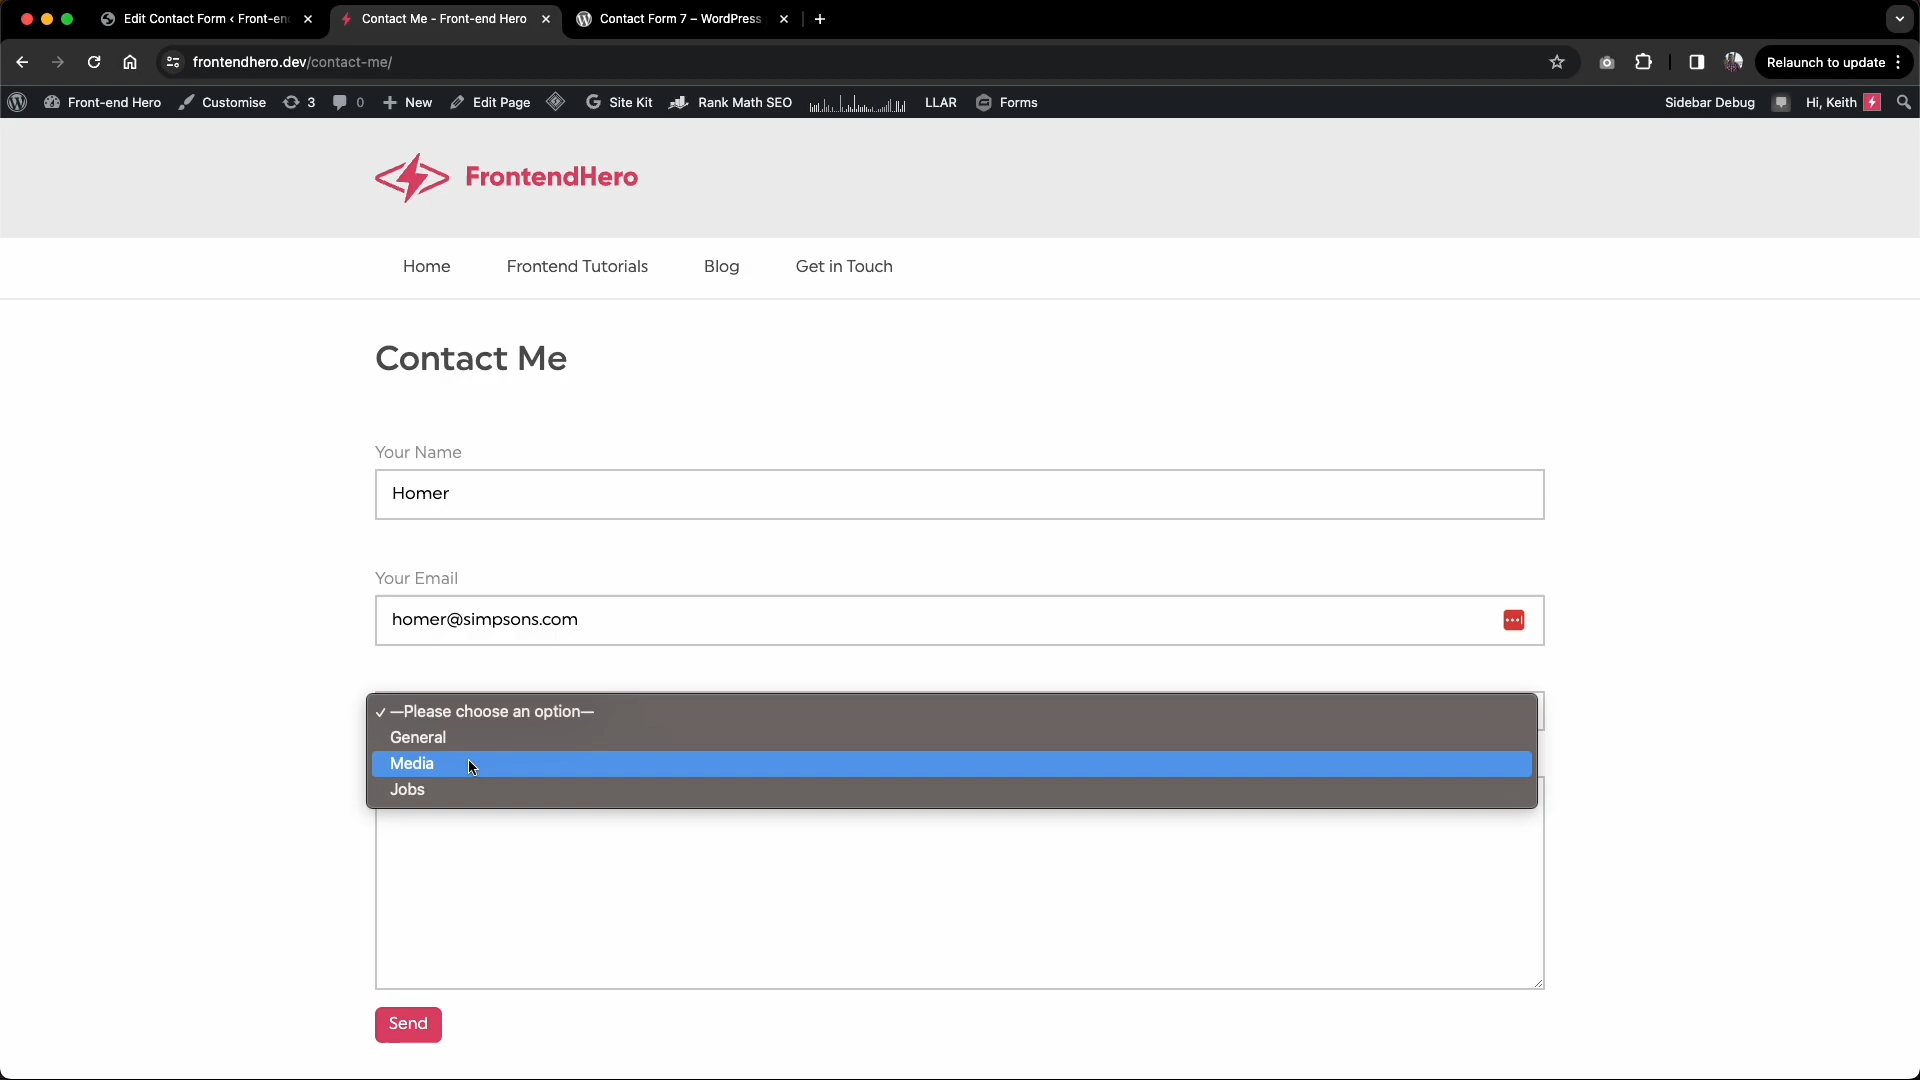 Edit Contact Form ‹ Front-en
Contact Me - Front-end Hero
Contact Form 7 – WordPress
frontendhero.dev/contact-me/
Relaunch to update
Front-end Hero
Customise
3
0
New
Edit Page
Site Kit
Rank Math SEO
LLAR
Forms
Sidebar Debug
Hi, Keith
FrontendHero
Home
Frontend Tutorials
Blog
Get in Touch
Contact Me
Your Name
Homer
Your Email
homer@simpsons.com
—Please choose an option—
General
Media
Jobs
Send